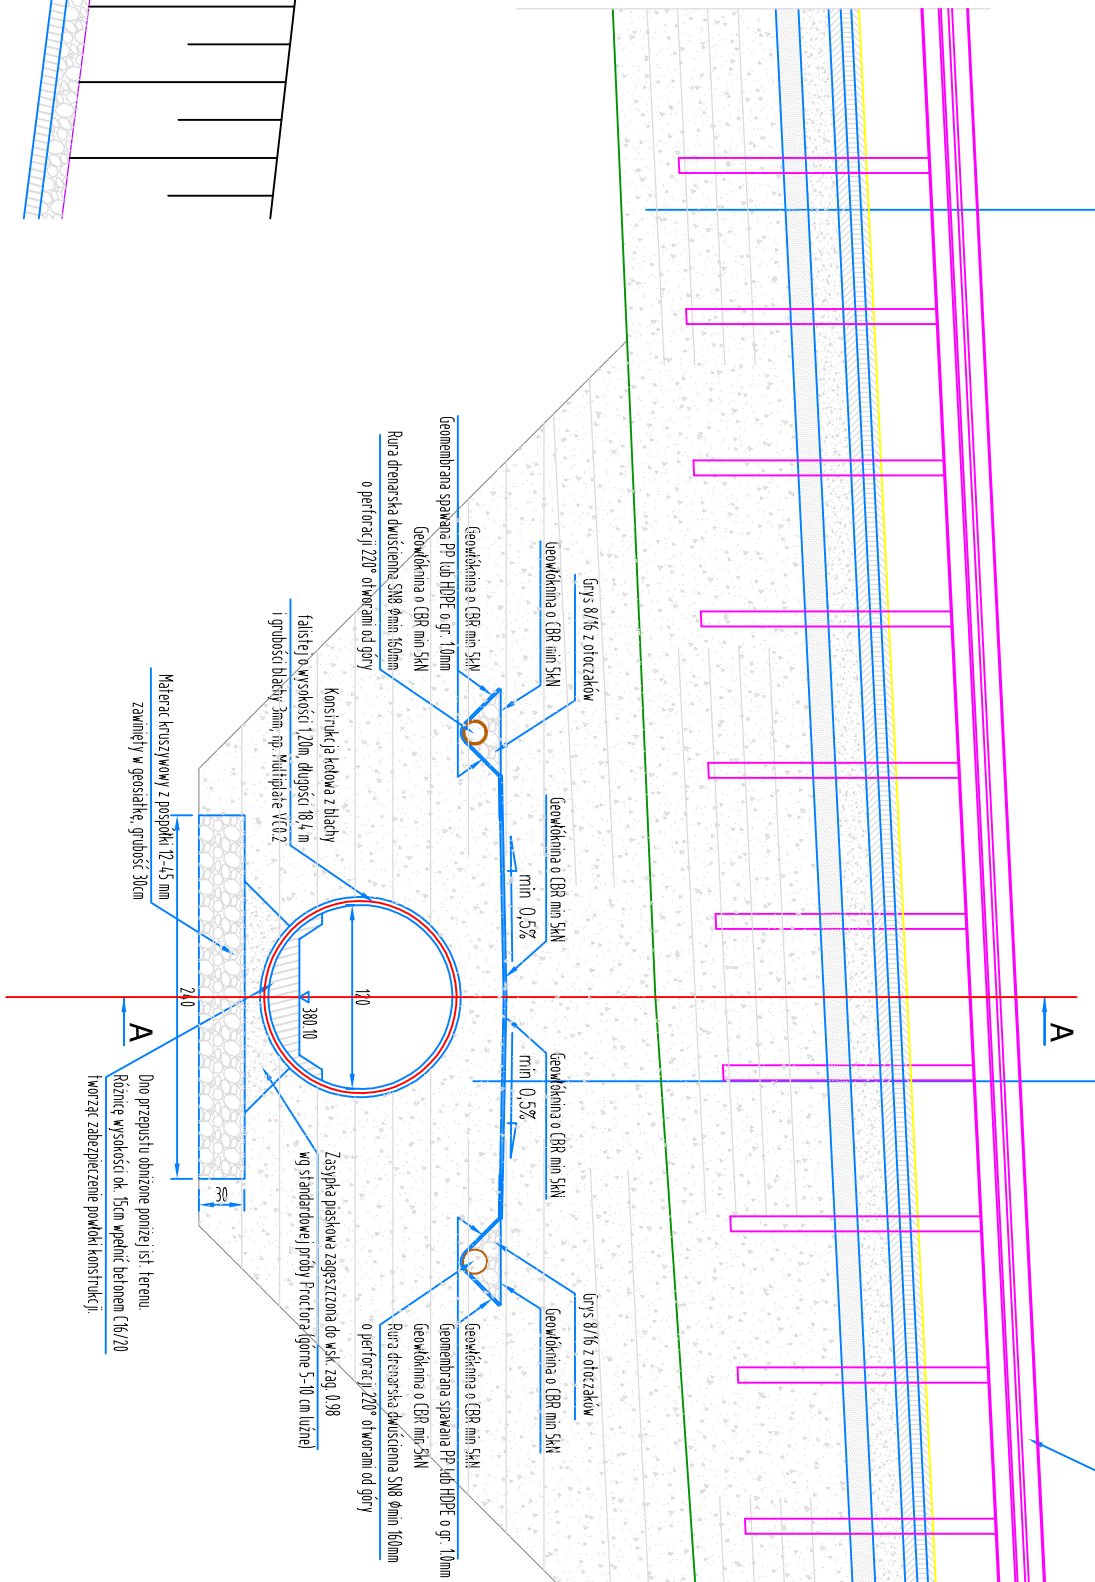 Grys 8/16 z otoczaków
Geowłóknina o CBR min 5kN
Geowłóknina o CBR min 5kN
Geomembrana spawana PP lub HDPE o gr. 1.0mm
Geowłóknina o CBR min 5kN
Rura drenarska dwuścienna SN8 Φmin 160mm
o perforacji 220° otworami od góry
Geowłóknina o CBR min 5kN
min 0,5%
Geowłóknina o CBR min 5kN
min 0,5%
Grys 8/16 z otoczaków
Geowłóknina o CBR min 5kN
Geowłóknina o CBR min 5kN
Geomembrana spawana PP lub HDPE o gr. 1.0mm
Geowłóknina o CBR min 5kN
Rura drenarska dwuścienna SN8 Φmin 160mm
o perforacji 220° otworami od góry
Konstrukcja kołowa z blachy
falistej o wysokości 1,20m, długości 18,4 m
i grubości blachy 3mm, np. Multiplate VC0.2
120
380.10
Materac kruszywowy z pospółki 12-45 mm
zawinięty w geosiatkę, grubość 30cm
240
30
Zasypka piaskowa zagęszczona do wsk. zag. 0.98
wg standardowej próby Proctora (górne 5-10 cm luźne)
Dno przepustu obniżone poniżej ist. terenu.
Różnicę wysokości ok. 15cm wpełnić betonem C16/20
tworząc zabezpieczenie powłoki konstrukcji.
A
A